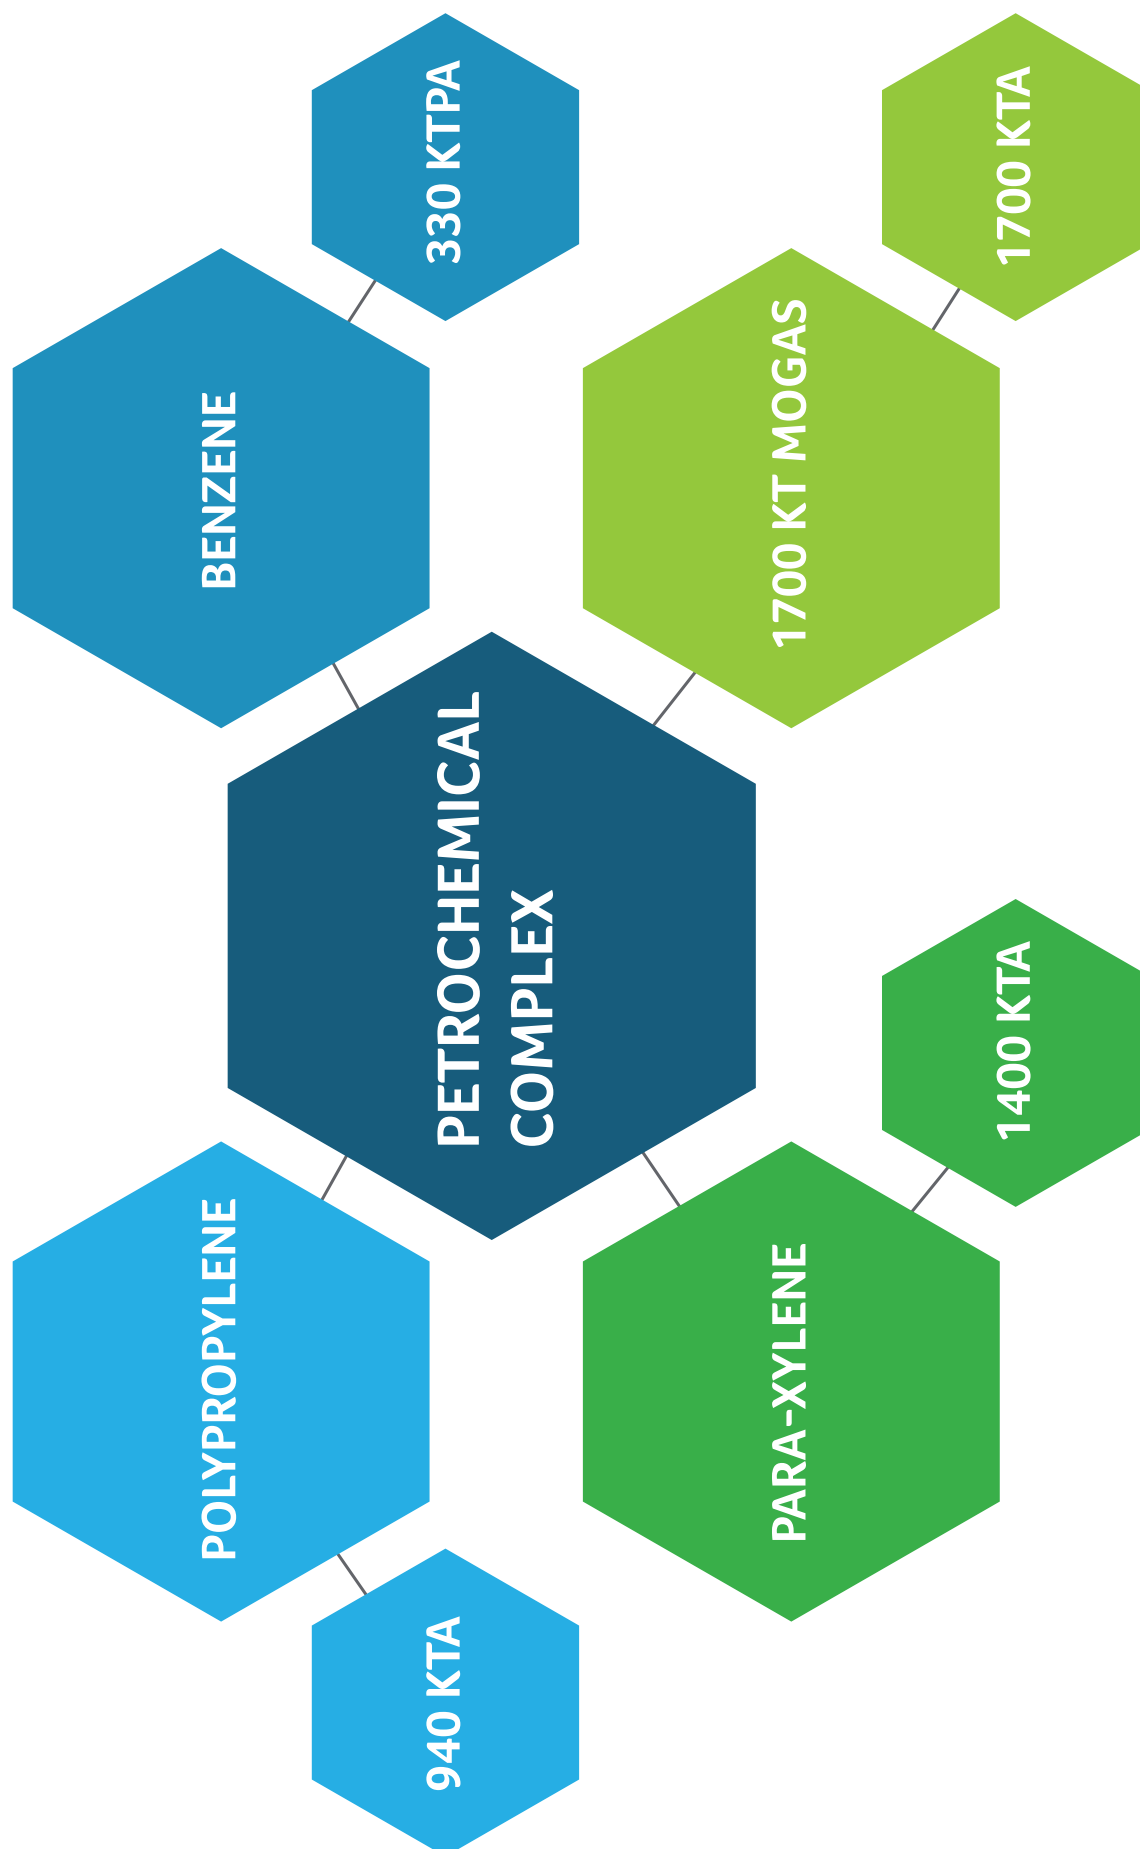 POLYPROPYLENE
940 KTA
BENZENE
330 KTPA
PETROCHEMICAL
COMPLEX
PARA-XYLENE
1400 KTA
1700 KT MOGAS
1700 KTA